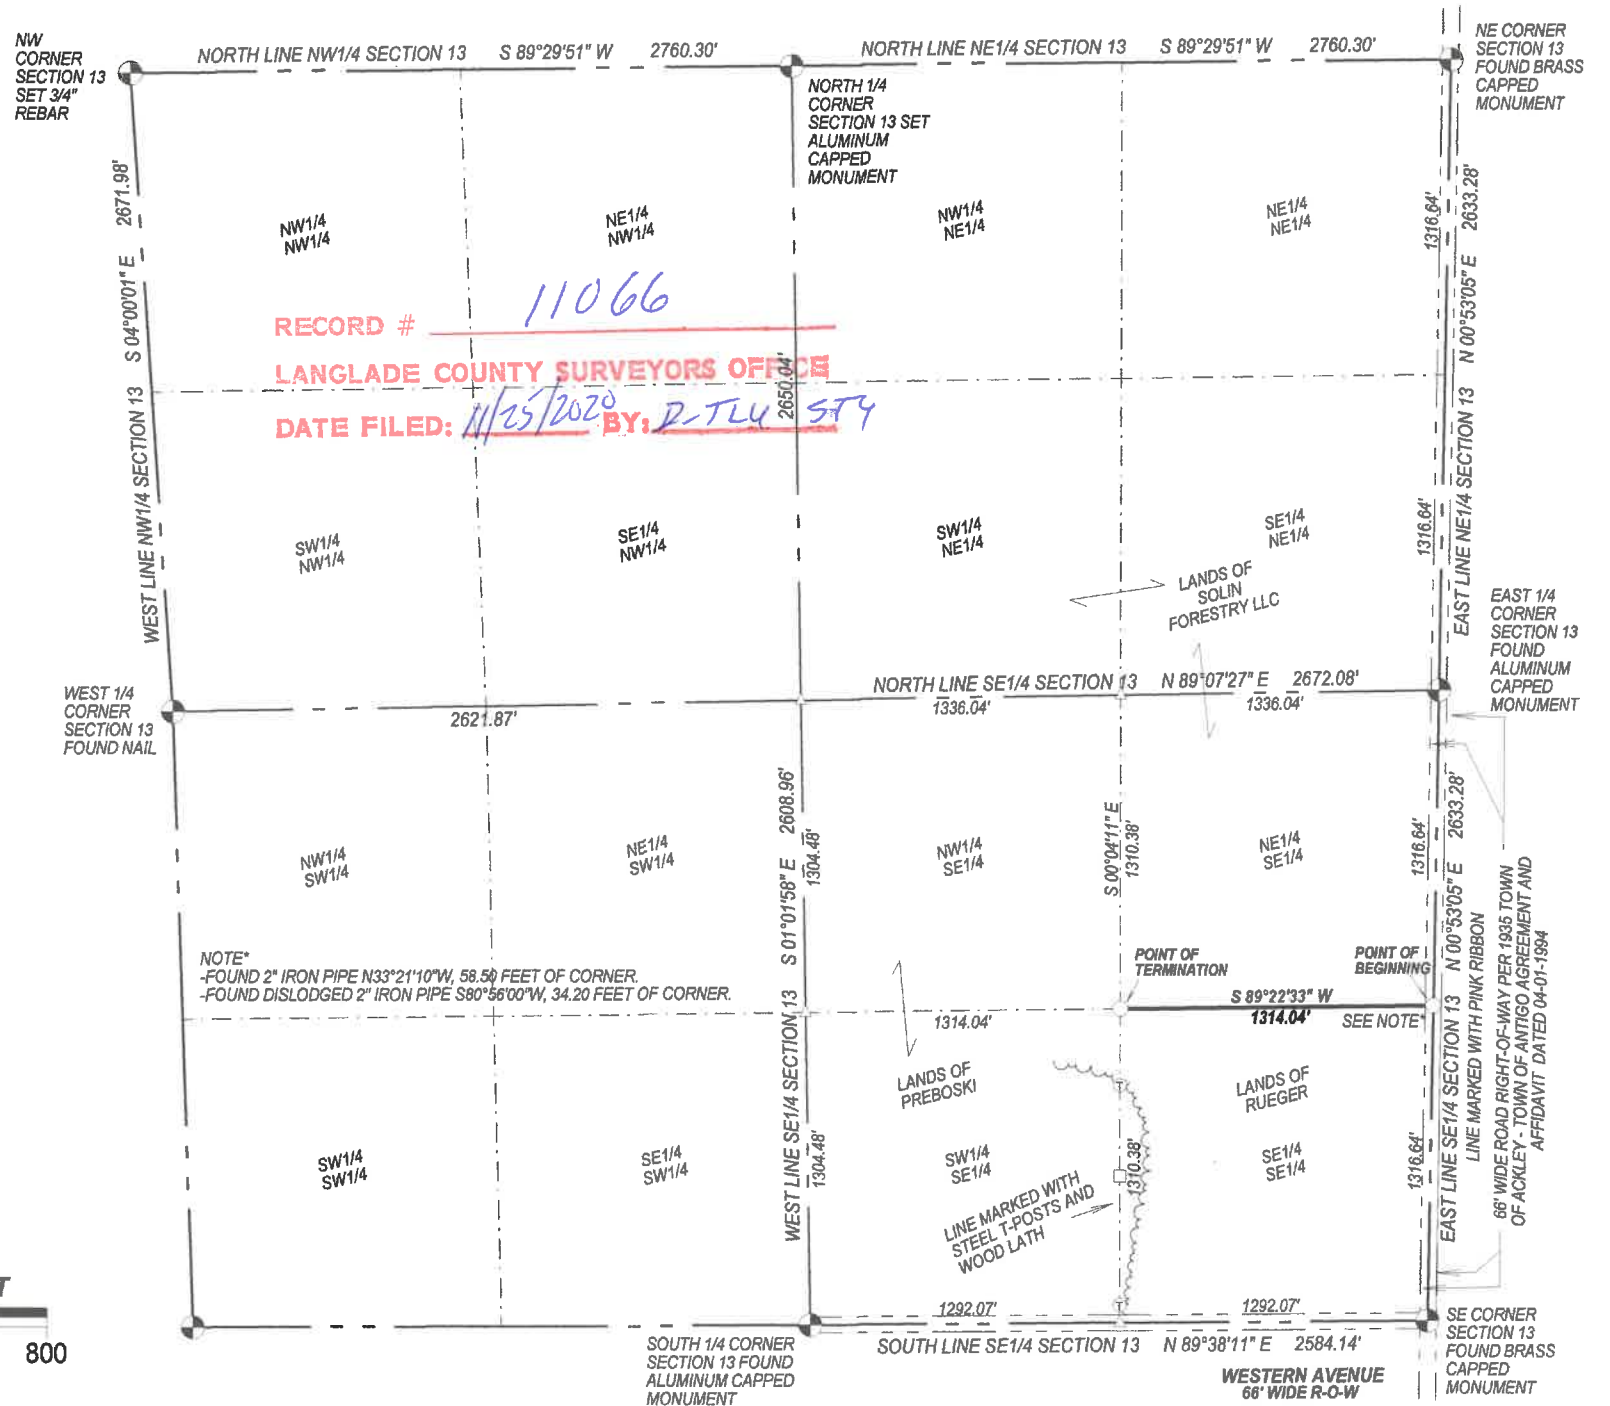 NW
CORNER
SECTION 13
SET 3/4"
REBAR
NORTH LINE NW1/4 SECTION 13 S 89°29'51" W 2760.30'
NORTH LINE NE1/4 SECTION 13 S 89°29'51" W 2760.30'
NE CORNER
SECTION 13
FOUND BRASS
CAPPED
MONUMENT
NORTH 1/4
CORNER
SECTION 13 SET
ALUMINUM
CAPPED
MONUMENT
WEST LINE NW1/4 SECTION 13 S 04°00'01" E 2671.98'
NW1/4
NW1/4
NE1/4
NW1/4
NW1/4
NE1/4
NE1/4
NE1/4
1316.64'
EAST LINE NE1/4 SECTION 13 N 00°53'05" E 2633.28'
RECORD # 11066
LANGLADE COUNTY SURVEYORS OFFICE
DATE FILED: 11/25/2020 BY:
2650.04'
SW1/4
NW1/4
SE1/4
NW1/4
SW1/4
NE1/4
SE1/4
NE1/4
1316.64'
LANDS OF
SOLIN
FORESTRY LLC
EAST 1/4
CORNER
SECTION 13
FOUND
ALUMINUM
CAPPED
MONUMENT
WEST 1/4
CORNER
SECTION 13
FOUND NAIL
2621.87'
NORTH LINE SE1/4 SECTION 13 N 89°07'27" E 2672.08'
1336.04'
1336.04'
WEST LINE SE1/4 SECTION 13 S 01°01'58" E 2608.96'
1304.48'
S 00°04'11" E
1310.38'
1316.64'
EAST LINE SE1/4 SECTION 13 N 00°53'05" E 2633.28'
LINE MARKED WITH PINK RIBBON
66' WIDE ROAD RIGHT-OF-WAY PER 1935 TOWN
OF ACKLEY - TOWN OF ANTIGO AGREEMENT AND
AFFIDAVIT DATED 04-01-1994
NW1/4
SW1/4
NE1/4
SW1/4
NW1/4
SE1/4
NE1/4
SE1/4
NOTE*
-FOUND 2" IRON PIPE N33°21'10"W, 58.50 FEET OF CORNER.
-FOUND DISLODGED 2" IRON PIPE S80°56'00"W, 34.20 FEET OF CORNER.
POINT OF
TERMINATION
POINT OF
BEGINNING
S 89°22'33" W
1314.04'
1314.04'
SEE NOTE*
LANDS OF
PREBOSKI
LANDS OF
RUEGER
SW1/4
SW1/4
SE1/4
SW1/4
SW1/4
SE1/4
SE1/4
SE1/4
1304.48'
1310.38'
1316.64'
LINE MARKED WITH
STEEL T-POSTS AND
WOOD LATH
T
T
T
800
1292.07'
1292.07'
SOUTH 1/4 CORNER
SECTION 13 FOUND
ALUMINUM CAPPED
MONUMENT
SOUTH LINE SE1/4 SECTION 13 N 89°38'11" E 2584.14'
WESTERN AVENUE
66' WIDE R-O-W
SE CORNER
SECTION 13
FOUND BRASS
CAPPED
MONUMENT